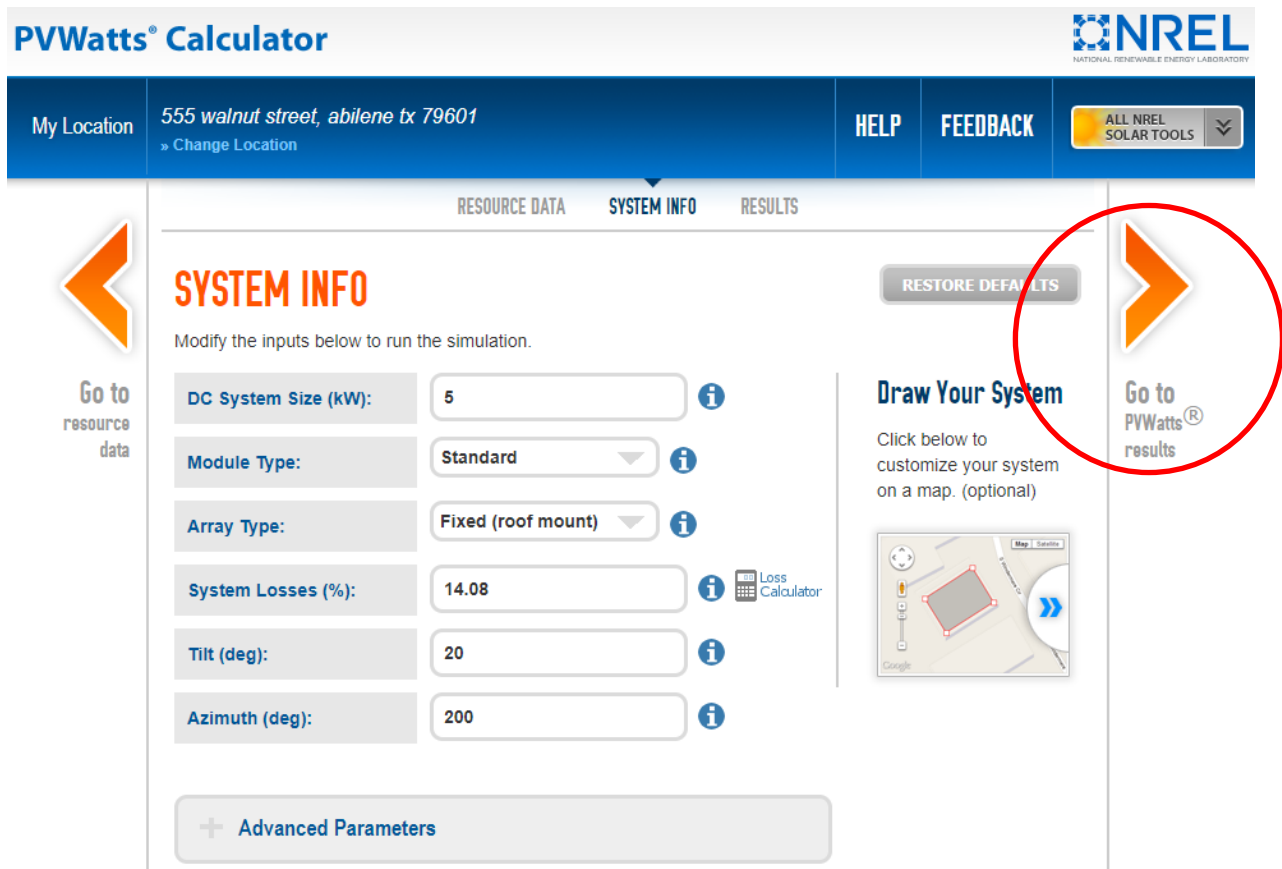 PVWatts® Calculator
NREL
NATIONAL RENEWABLE ENERGY LABORATORY
My Location
555 walnut street, abilene tx 79601
» Change Location
HELP
FEEDBACK
ALL NREL
SOLAR TOOLS
RESOURCE DATA
SYSTEM INFO
RESULTS
SYSTEM INFO
RESTORE DEFAULTS
Modify the inputs below to run the simulation.
Go to
resource
data
DC System Size (kW):
5
Module Type:
Standard
Array Type:
Fixed (roof mount)
System Losses (%):
14.08
Loss
Calculator
Tilt (deg):
20
Azimuth (deg):
200
Advanced Parameters
Draw Your System
Click below to
customize your system
on a map. (optional)
Map Satellite
Google
Go to
PVWatts®
results